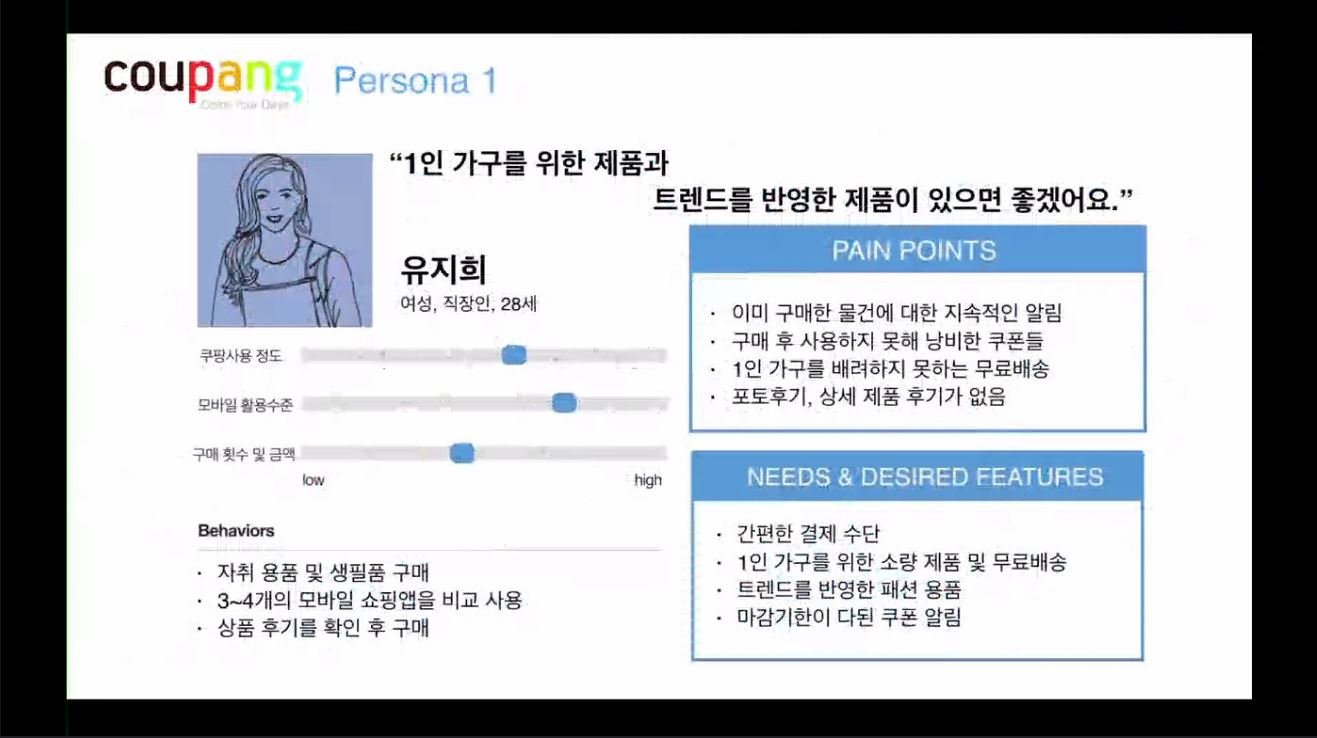 coupang
Persona 1
“1인 가구를 위한 제품과
트렌드를 반영한 제품이 있으면 좋겠어요.”
유지희
여성, 직장인, 28세
쿠팡사용 정도
모바일 활용수준
구매 횟수 및 금액
low
high
Behaviors
· 자취 용품 및 생필품 구매
· 3~4개의 모바일 쇼핑앱을 비교 사용
· 상품 후기를 확인 후 구매
PAIN POINTS
· 이미 구매한 물건에 대한 지속적인 알림
· 구매 후 사용하지 못해 낭비한 쿠폰들
· 1인 가구를 배려하지 못하는 무료배송
· 포토후기, 상세 제품 후기가 없음
NEEDS & DESIRED FEATURES
· 간편한 결제 수단
· 1인 가구를 위한 소량 제품 및 무료배송
· 트렌드를 반영한 패션 용품
· 마감기한이 다된 쿠폰 알림